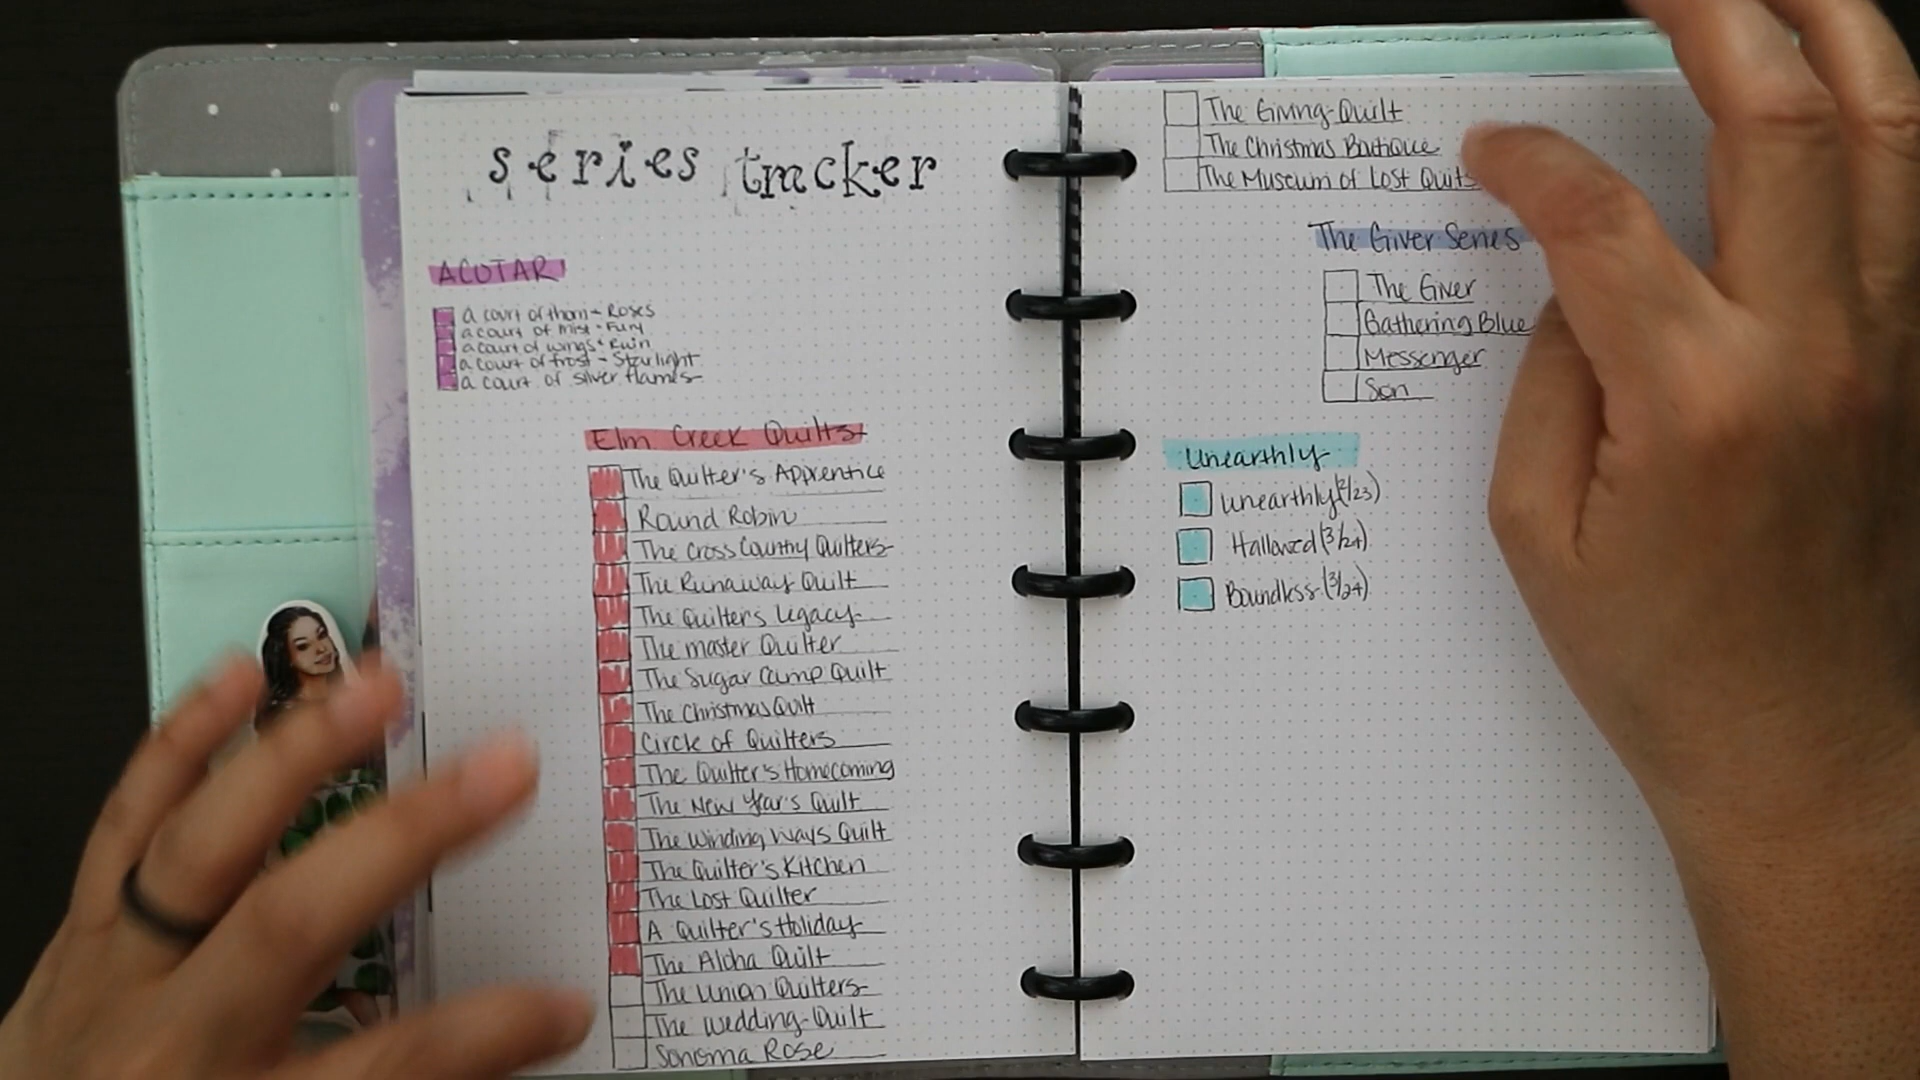 series tracker
ACOTAR
a court of thorn + Roses
a court of mist + Fury
a court of wings + Ruin
a court of frost + Starlight
a court of silver flames
Elm Creek Quilts
The Quilter's Apprentice
Round Robin
The Cross Country Quilters
The Runaway Quilt
The Quilter's Legacy
The master Quilter
The Sugar Camp Quilt
The Christmas Quilt
Circle of Quilters
The Quilter's Homecoming
The New Year's Quilt
The Winding Ways Quilt
The Quilter's Kitchen
The Lost Quilter
A Quilter's Holiday
The Aloha Quilt
The Union Quilters
The Wedding Quilt
Sonoma Rose
The Giving Quilt
The Christmas Boutique
The Museum of Lost Quilts
The Giver Series
The Giver
Gathering Blue
Messenger
Son
Unearthly
Unearthly (2/23)
Hallowed (3/24)
Boundless (3/24)